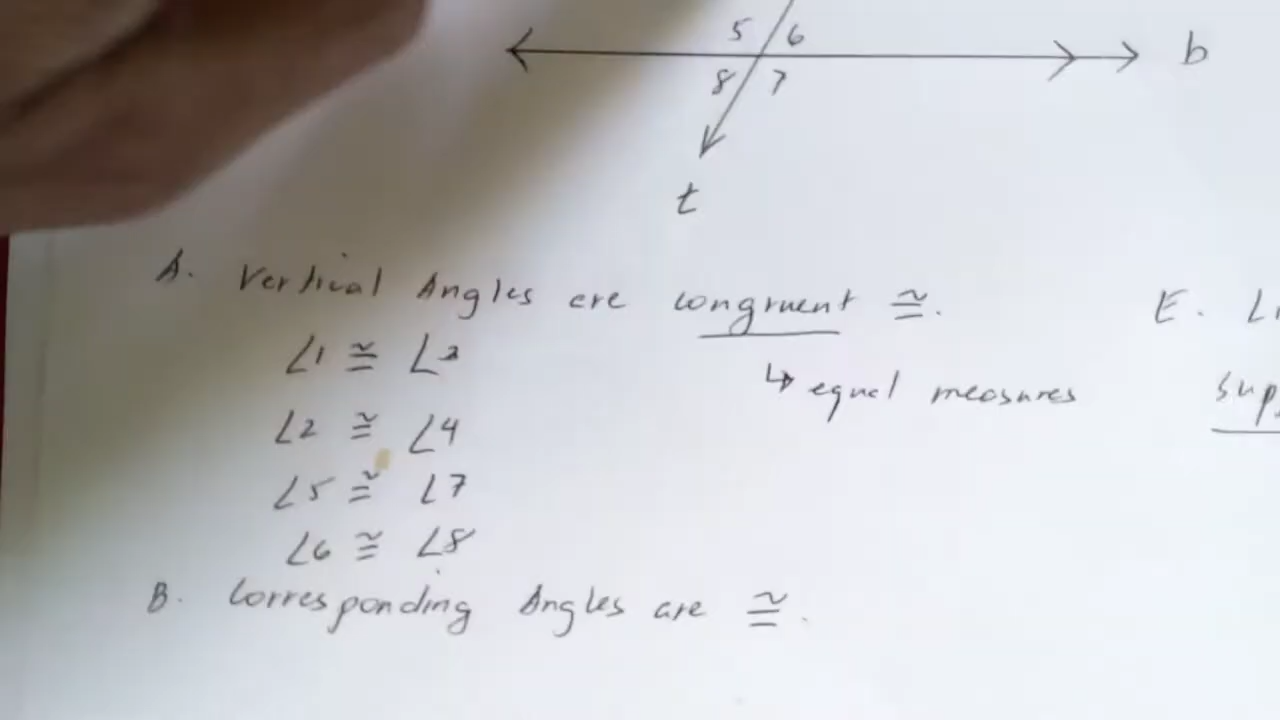 5 6
b
8 7
t
A. Vertical Angles are congruent ≅.
E.
∠1 ≅ ∠3
↳ equal measures
∠2 ≅ ∠4
∠5 ≅ ∠7
∠6 ≅ ∠8
B. Corresponding Angles are ≅.